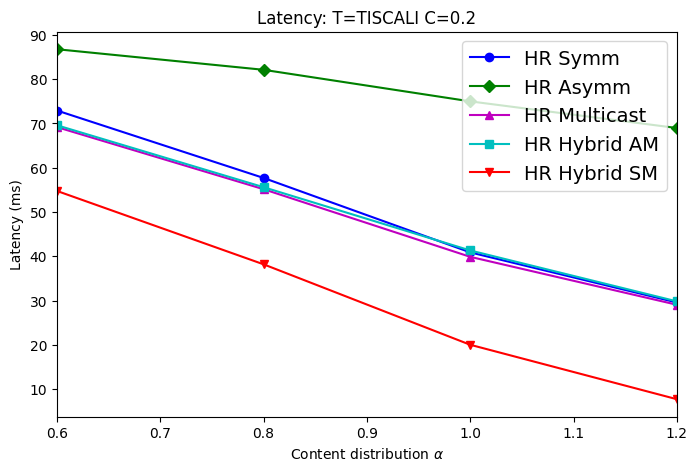 Latency: T=TISCALI C=0.2
Latency (ms)
90
80
70
60
50
40
30
20
10
HR Symm
HR Asymm
HR Multicast
HR Hybrid AM
HR Hybrid SM
0.6 0.7 0.8 0.9 1.0 1.1 1.2
Content distribution α